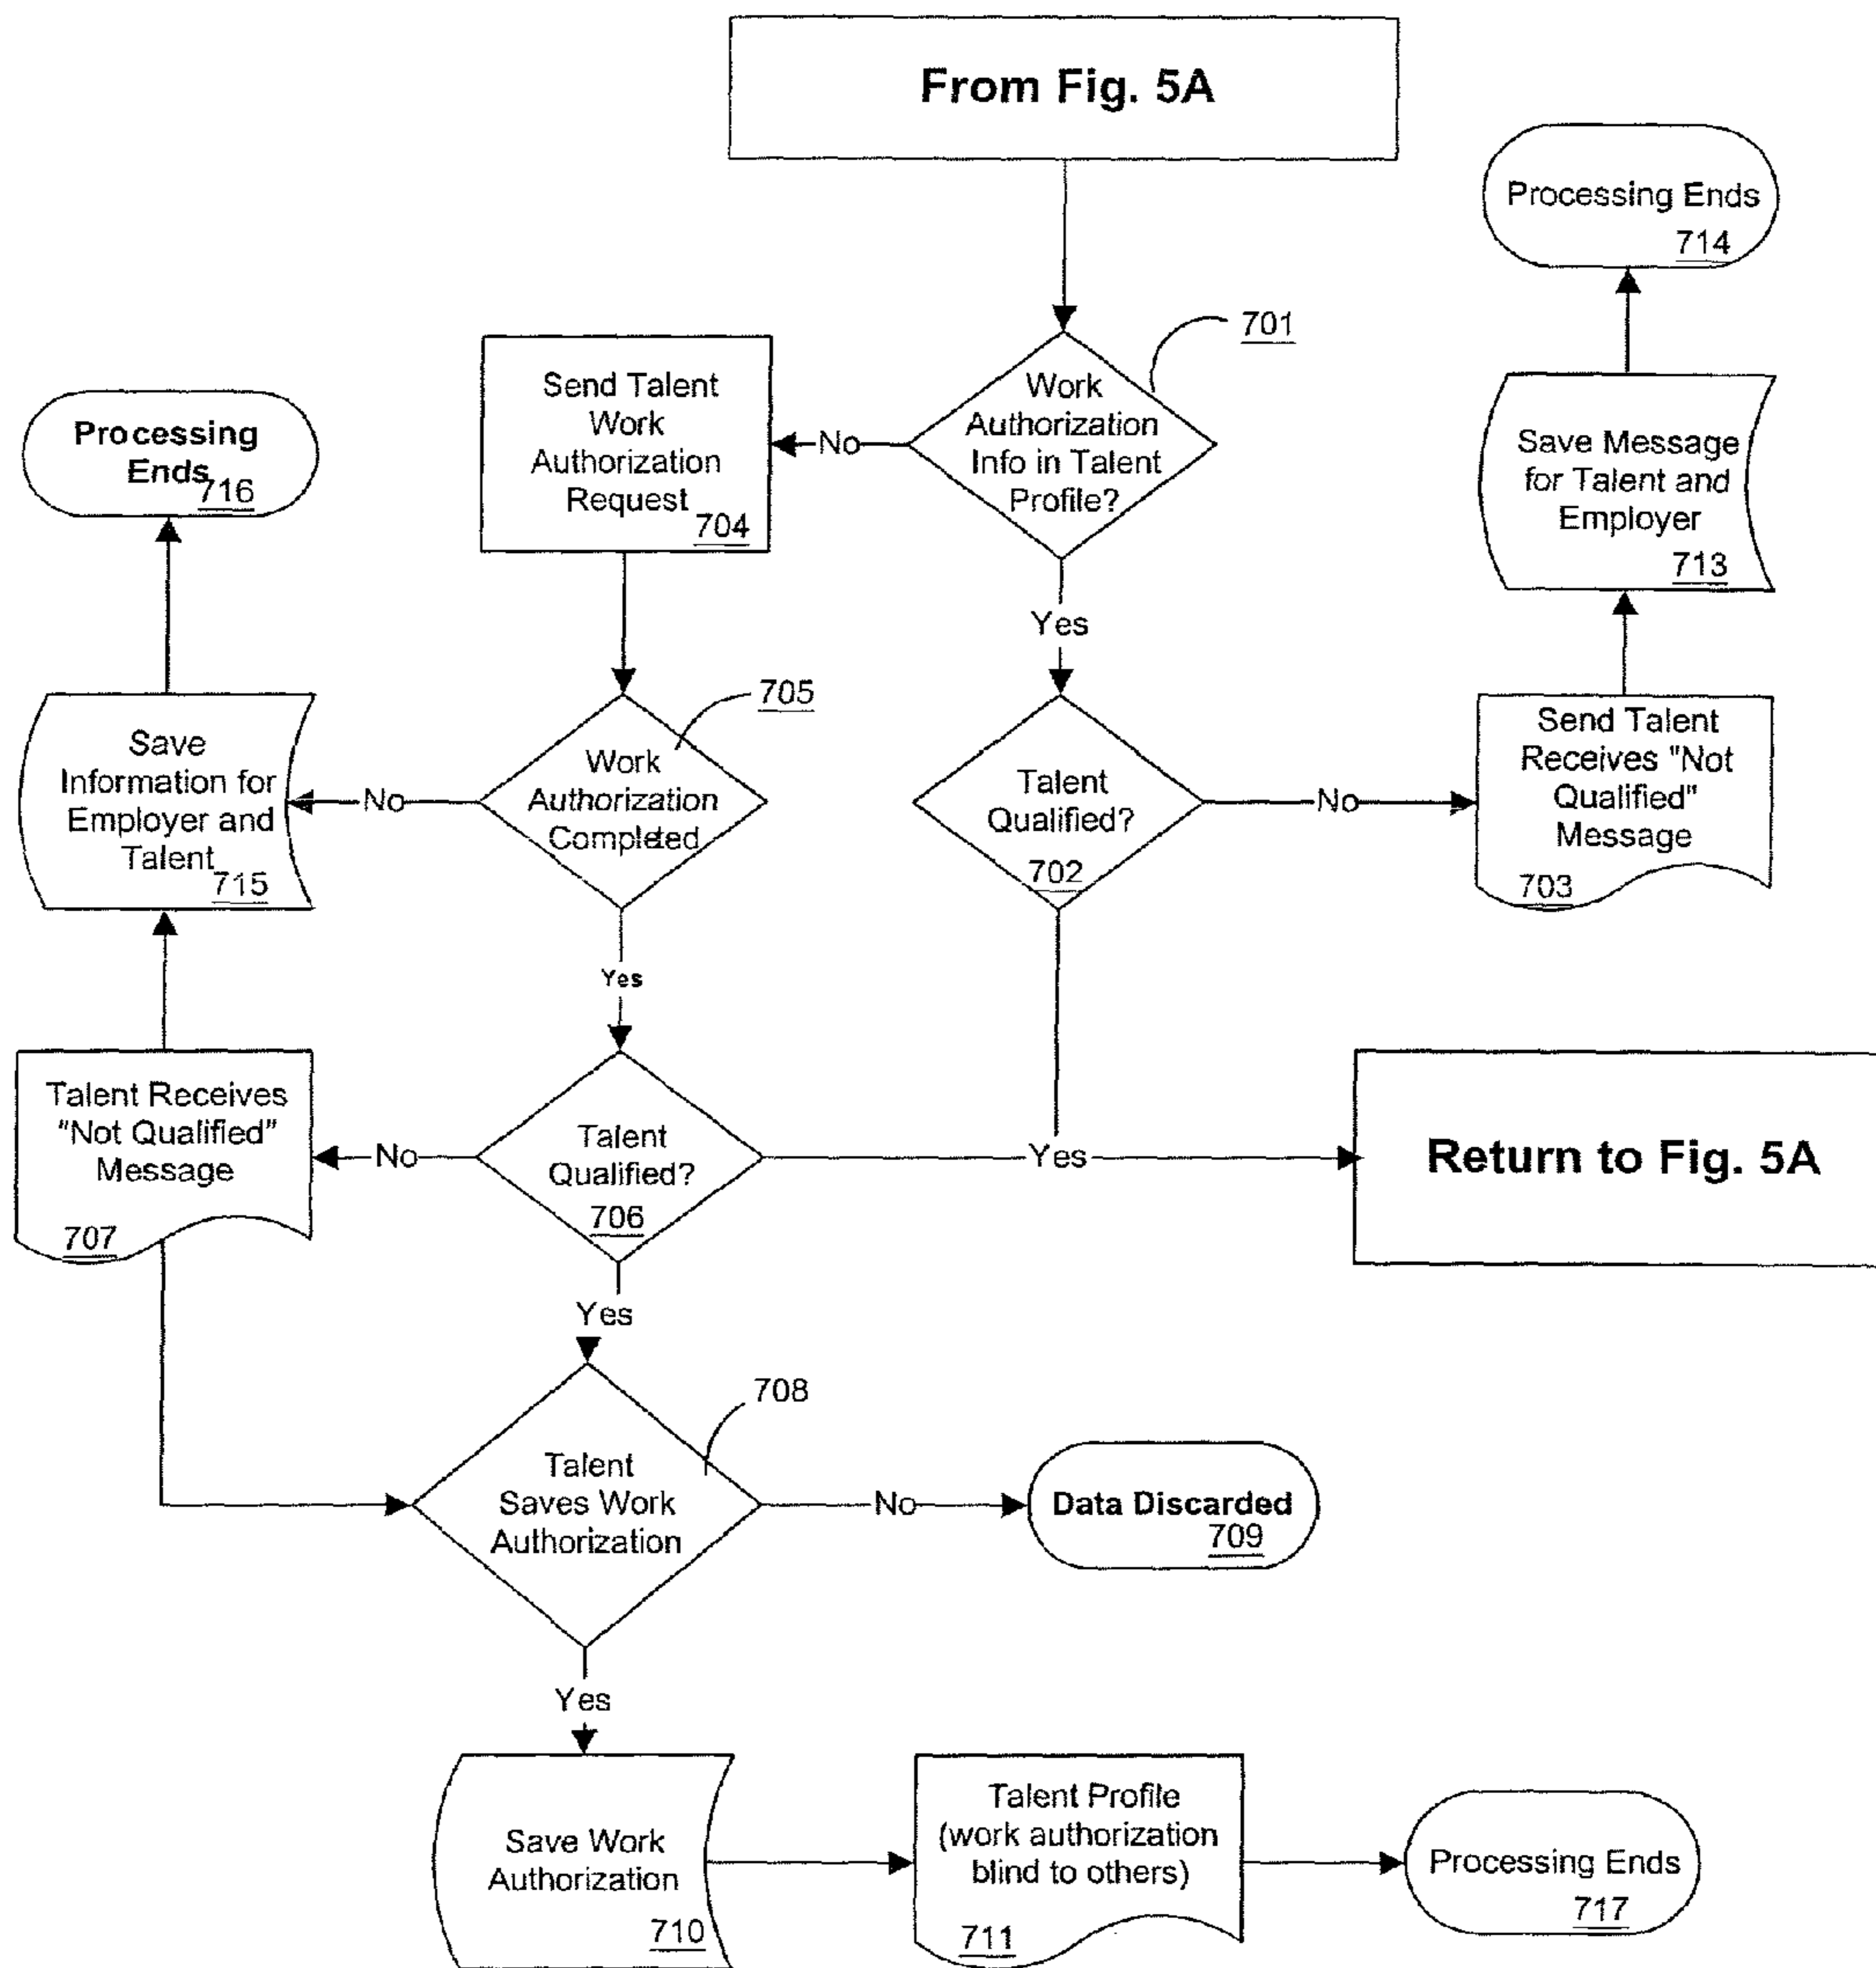 From Fig. 5A
Processing Ends
714
701
Work
Authorization
Info in Talent
Profile?
No
Send Talent
Work
Authorization
Request
704
Processing
Ends
716
Save Message
for Talent and
Employer
713
Yes
705
Work
Authorization
Completed
No
Save
Information for
Employer and
Talent
715
Talent
Qualified?
702
No
Send Talent
Receives "Not
Qualified"
Message
703
Yes
Talent Receives
"Not Qualified"
Message
707
No
Talent
Qualified?
706
Yes
Return to Fig. 5A
Yes
708
Talent
Saves Work
Authorization
No
Data Discarded
709
Yes
Save Work
Authorization
710
Talent Profile
(work authorization
blind to others)
711
Processing Ends
717